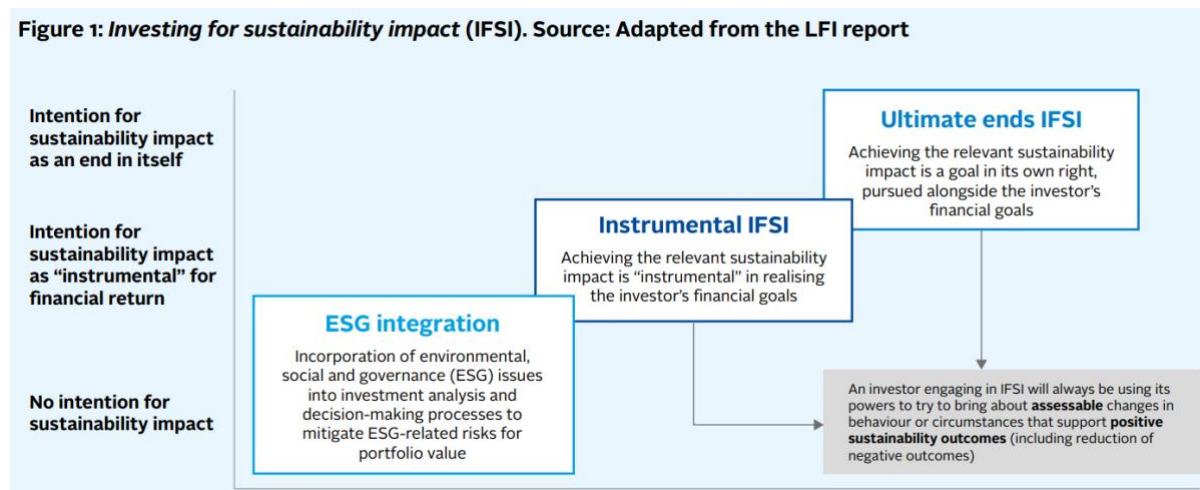 Figure 1: Investing for sustainability impact (IFSI). Source: Adapted from the LFI report
Intention for
sustainability impact
as an end in itself
Ultimate ends IFSI
Achieving the relevant sustainability
impact is a goal in its own right,
pursued alongside the investor's
financial goals
Intention for
sustainability impact
as “instrumental” for
financial return
Instrumental IFSI
Achieving the relevant sustainability
impact is “instrumental” in realising
the investor's financial goals
ESG integration
Incorporation of environmental,
social and governance (ESG) issues
into investment analysis and
decision-making processes to
mitigate ESG-related risks for
portfolio value
No intention for
sustainability impact
An investor engaging in IFSI will always be using its
powers to try to bring about assessable changes in
behaviour or circumstances that support positive
sustainability outcomes (including reduction of
negative outcomes)